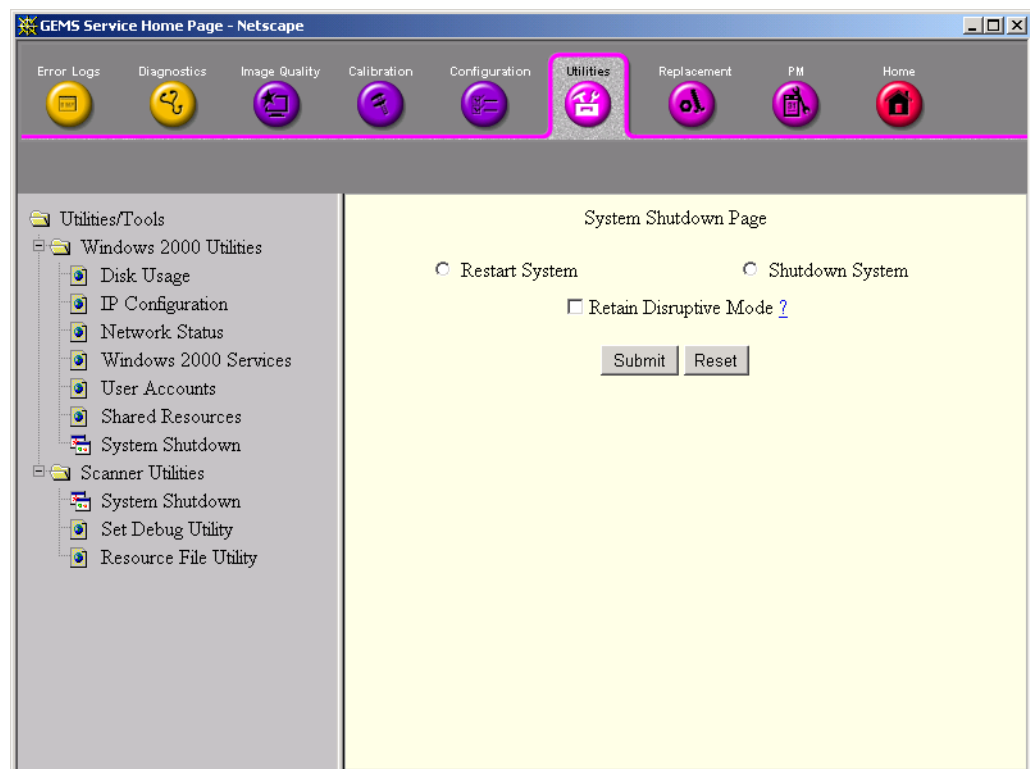 GEMS Service Home Page - Netscape
Error Logs Diagnostics Image Quality Calibration Configuration Utilities Replacement PM Home
Utilities/Tools
Windows 2000 Utilities
Disk Usage
IP Configuration
Network Status
Windows 2000 Services
User Accounts
Shared Resources
System Shutdown
Scanner Utilities
System Shutdown
Set Debug Utility
Resource File Utility
System Shutdown Page
Restart System Shutdown System
Retain Disruptive Mode ?
Submit Reset